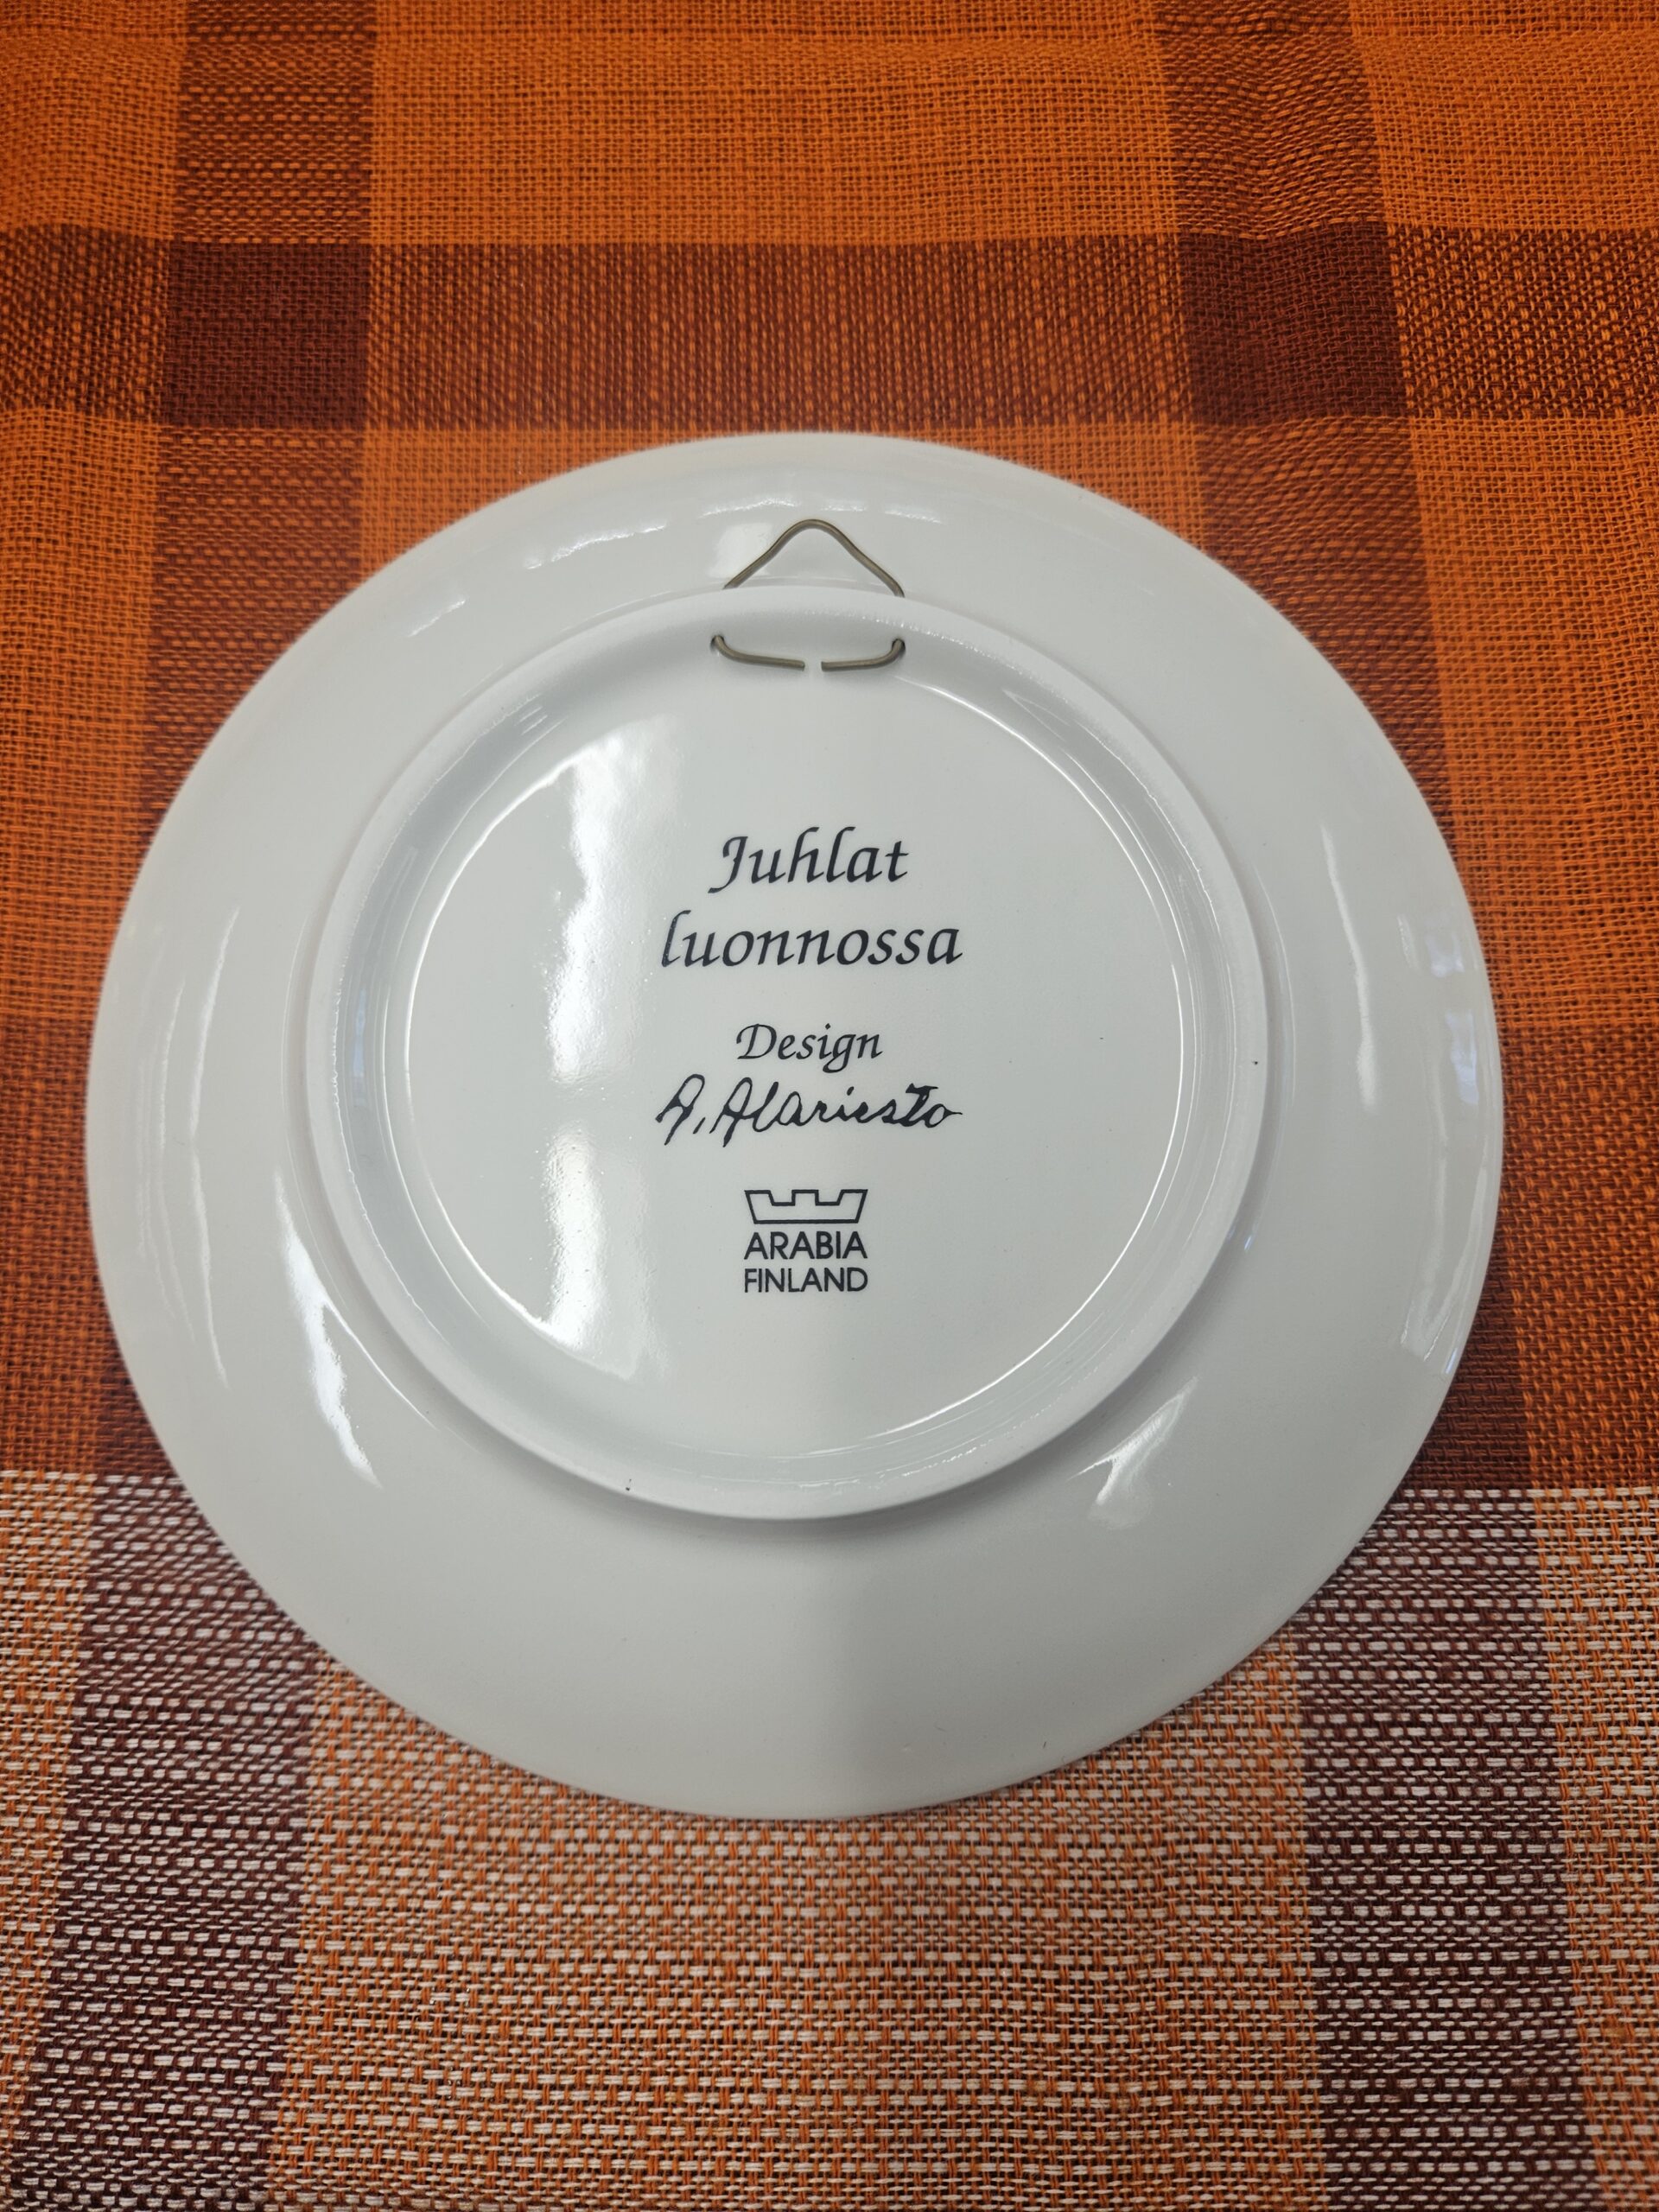 Juhlat
luonnossa
Design
A. Alariesto
ARABIA
FINLAND